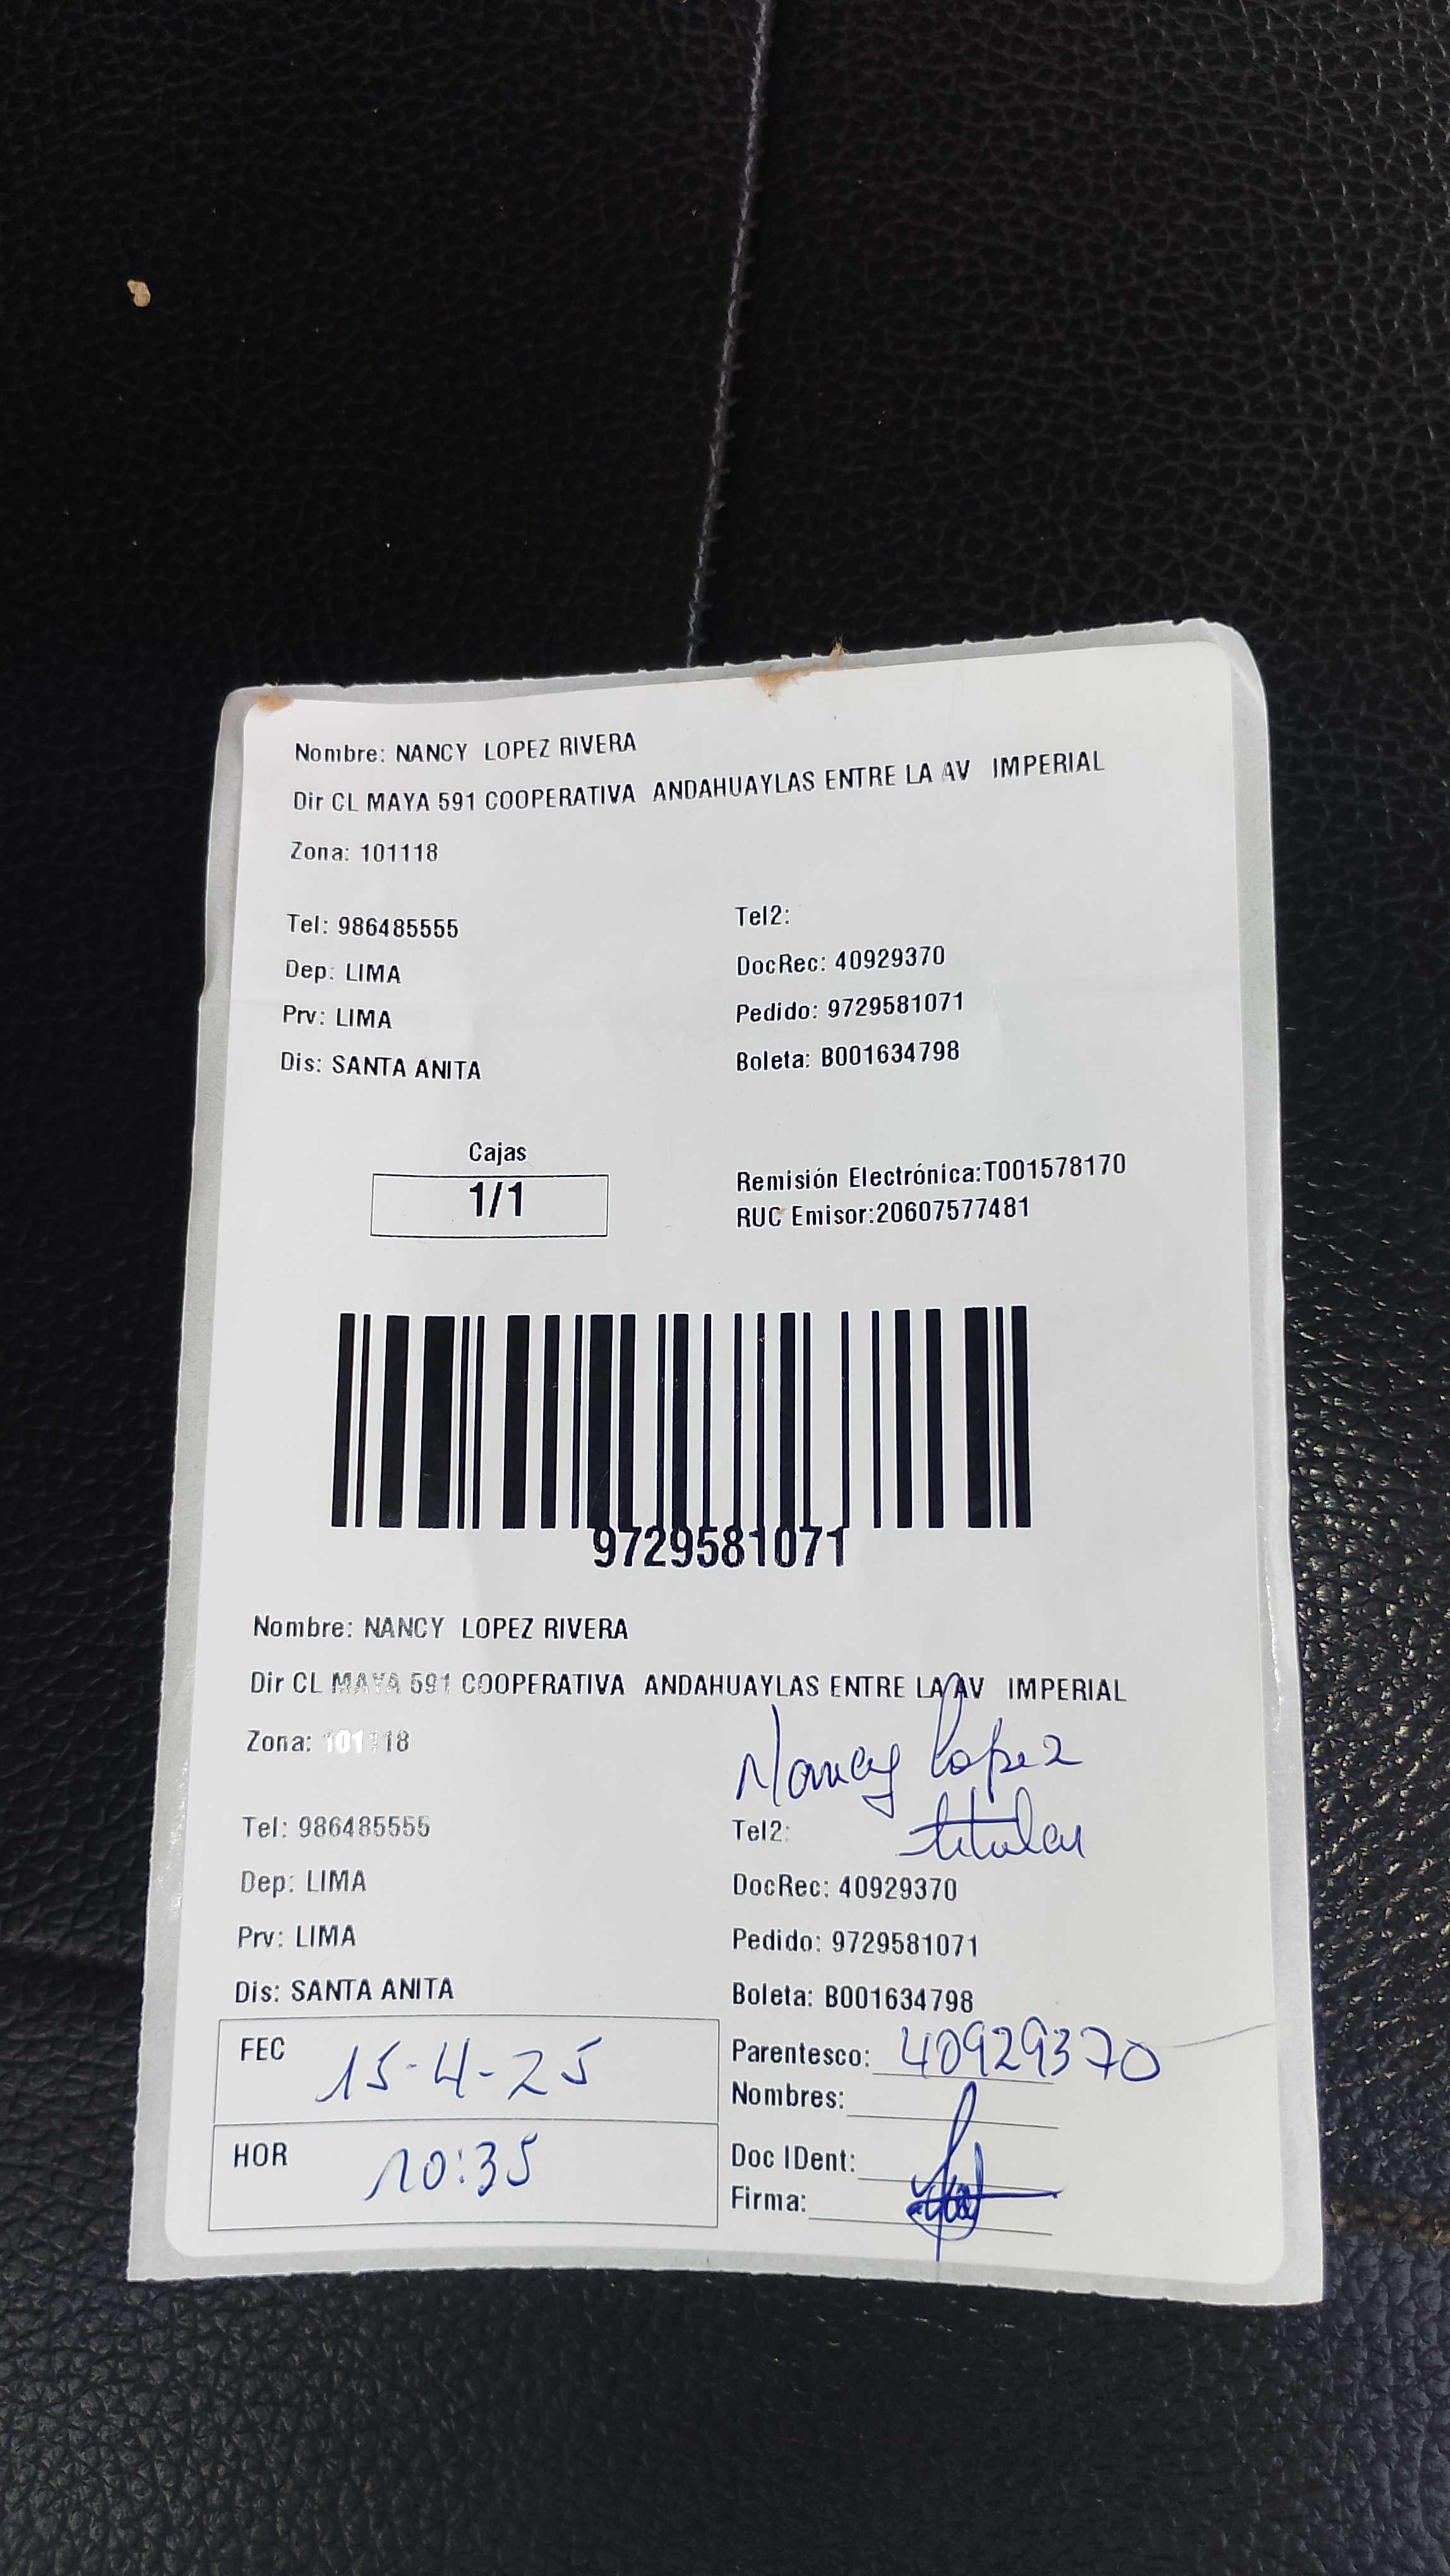 Nombre: NANCY LOPEZ RIVERA
Dir CL MAYA 591 COOPERATIVA ANDAHUAYLAS ENTRE LA AV IMPERIAL
Zona: 101118
Tel: 986485555
Tel2:
Dep: LIMA
DocRec: 40929370
Prv: LIMA
Pedido: 9729581071
Dis: SANTA ANITA
Boleta: B001634798
Cajas
1/1
Remisión Electrónica:T001578170
RUC Emisor:20607577481
9729581071
Nombre: NANCY LOPEZ RIVERA
Dir CL MAYA 591 COOPERATIVA ANDAHUAYLAS ENTRE LA AV IMPERIAL
Zona: 101118
Nancy Lopez
titular
Tel: 986485555
Tel2:
Dep: LIMA
DocRec: 40929370
Prv: LIMA
Pedido: 9729581071
Dis: SANTA ANITA
Boleta: B001634798
FEC 15-4-25
Parentesco: 40929370
Nombres:
HOR 10:35
Doc IDent:
Firma: